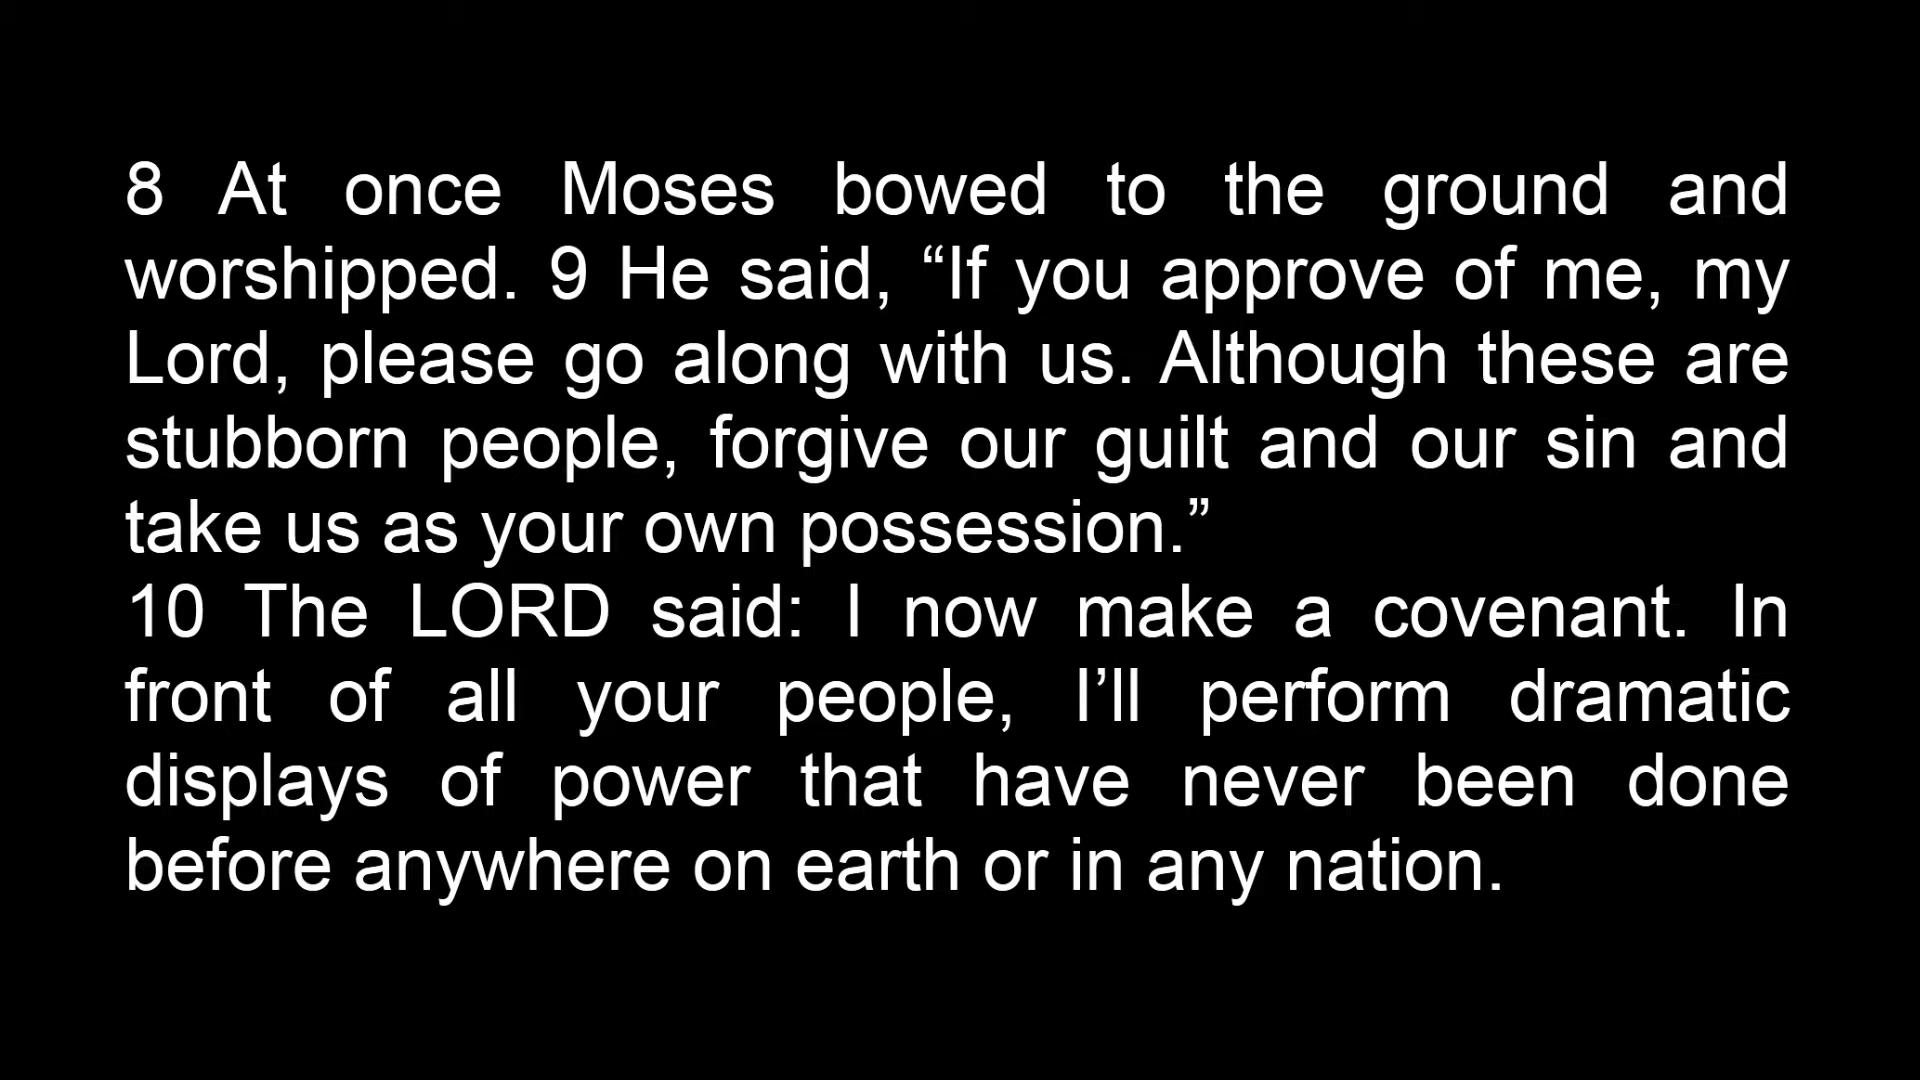 8 At once Moses bowed to the ground and
worshipped. 9 He said, “If you approve of me, my
Lord, please go along with us. Although these are
stubborn people, forgive our guilt and our sin and
take us as your own possession.”
10 The LORD said: I now make a covenant. In
front of all your people, I’ll perform dramatic
displays of power that have never been done
before anywhere on earth or in any nation.